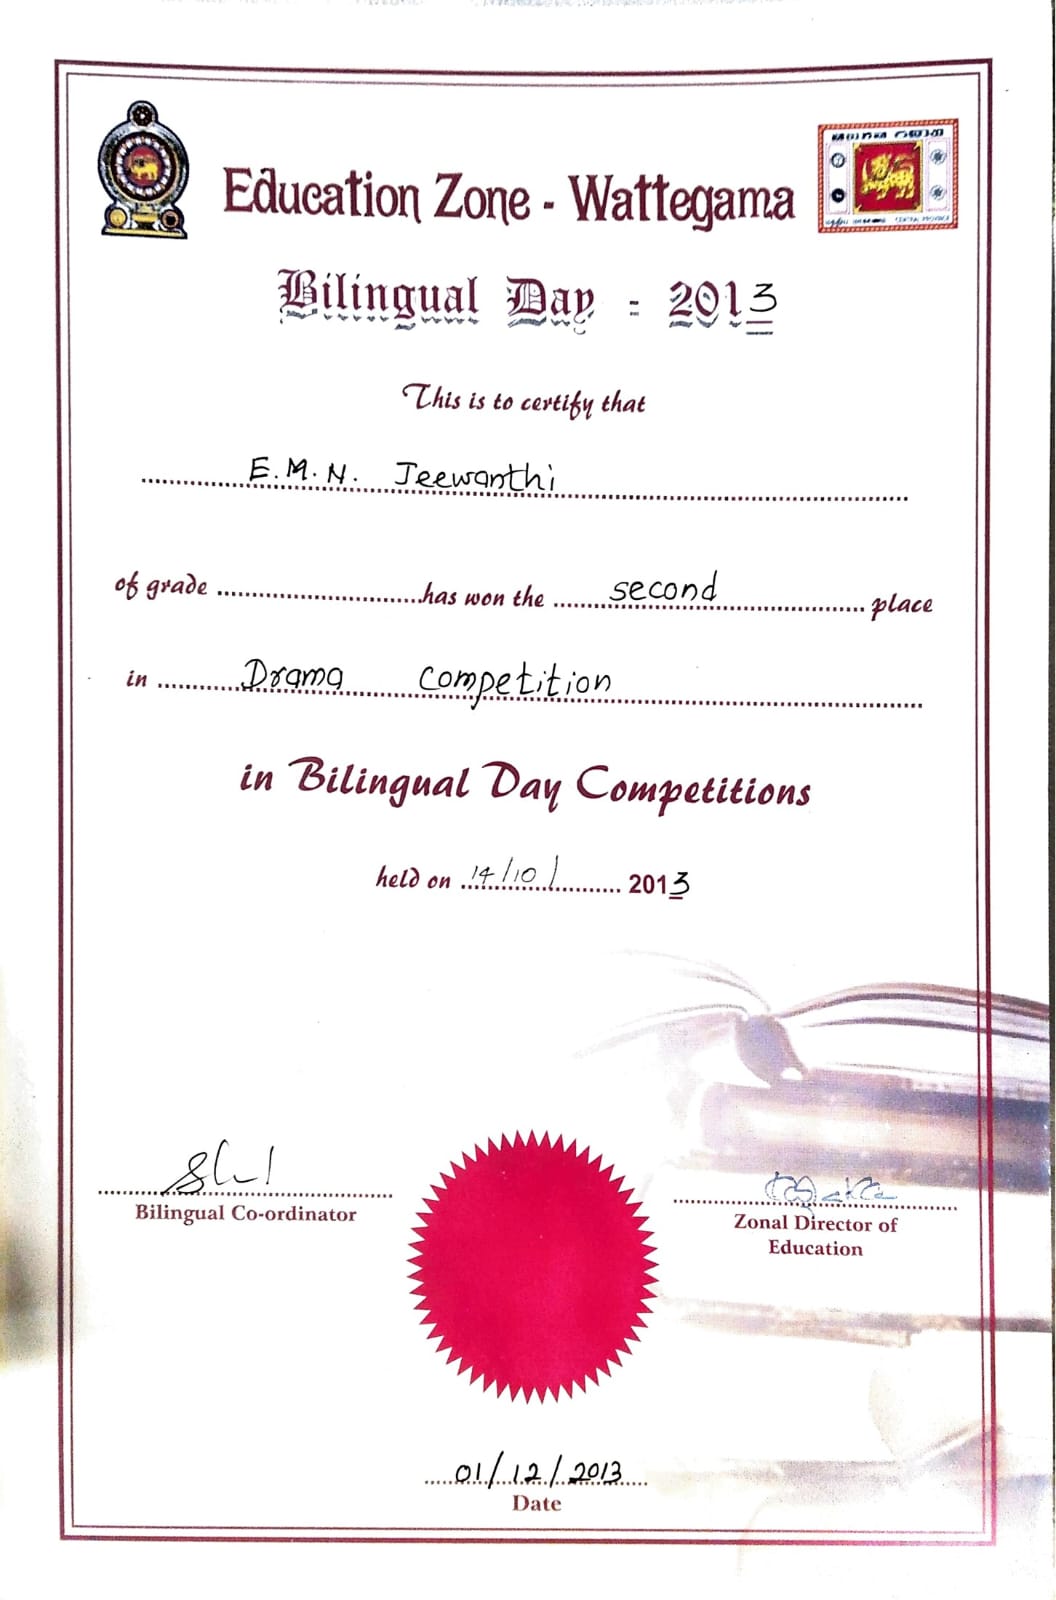 Education Zone - Wattegama
Bilingual Day : 2013
This is to certify that
E.M.N. Jeewanthi
of grade ........................ has won the ..... second .................. place
in .......... Drama competition ..............................
in Bilingual Day Competitions
held on 14/10/ .......... 2013
Bilingual Co-ordinator
Zonal Director of
Education
01/12/2013
Date